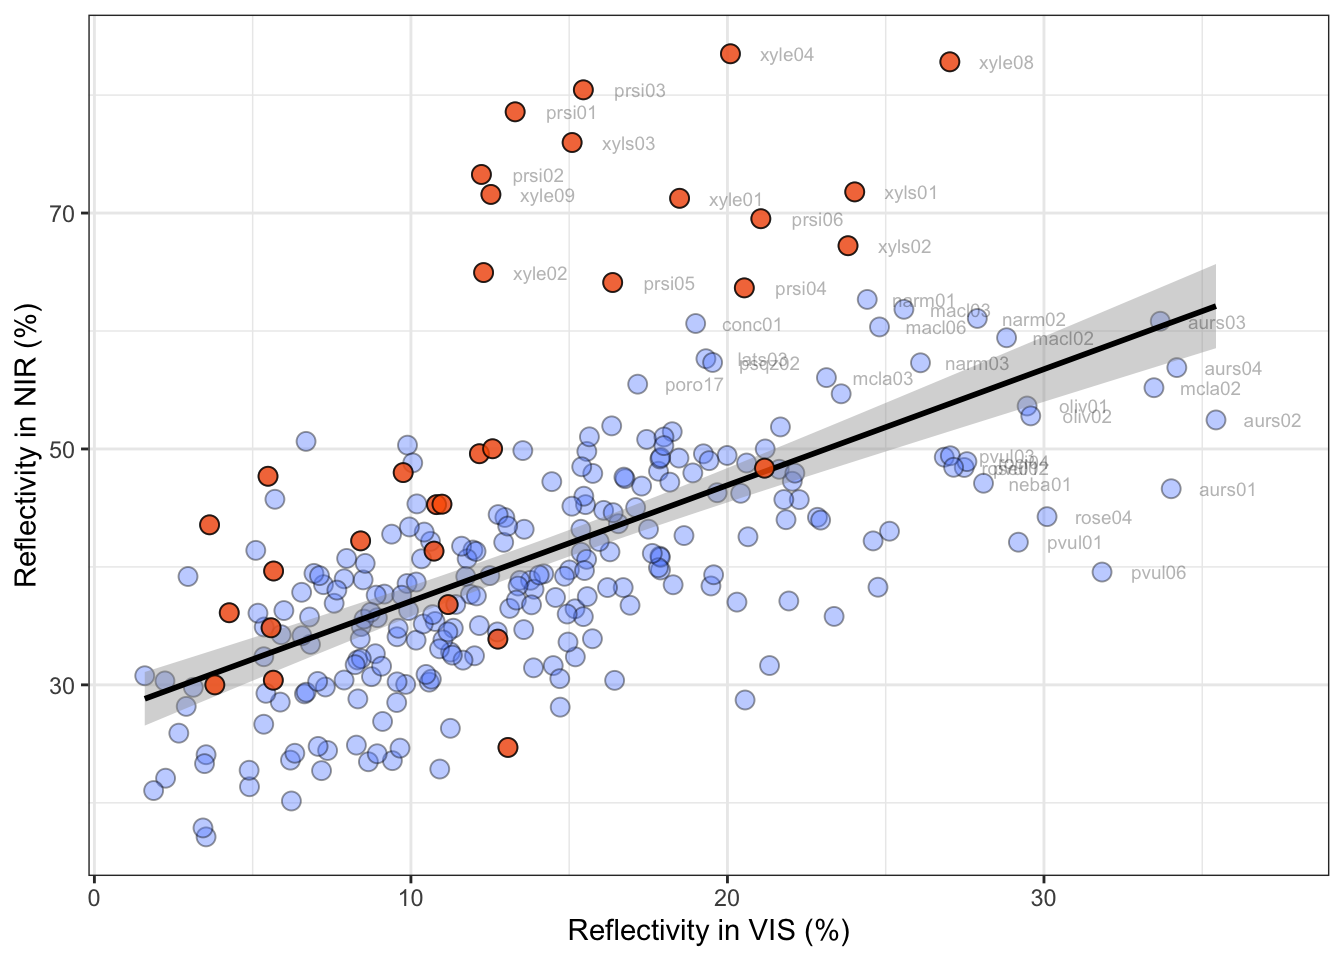 xyle04
xyle08
prsi03
prsi01
xyls03
prsi02
xyle09
xyls01
xyle01
70
prsi06
xyls02
xyle02
prsi05
prsi04
narm01
macl03
conc01
macl06
narm02
aurs03
macl02
lats03
psqz02
narm03
aurs04
mcla03
poro17
mcla02
oliv01
oliv02
aurs02
50
pvul03
neba01
aurs01
rose04
pvul01
pvul06
30
0
10
20
30
Reflectivity in VIS (%)
Reflectivity in NIR (%)